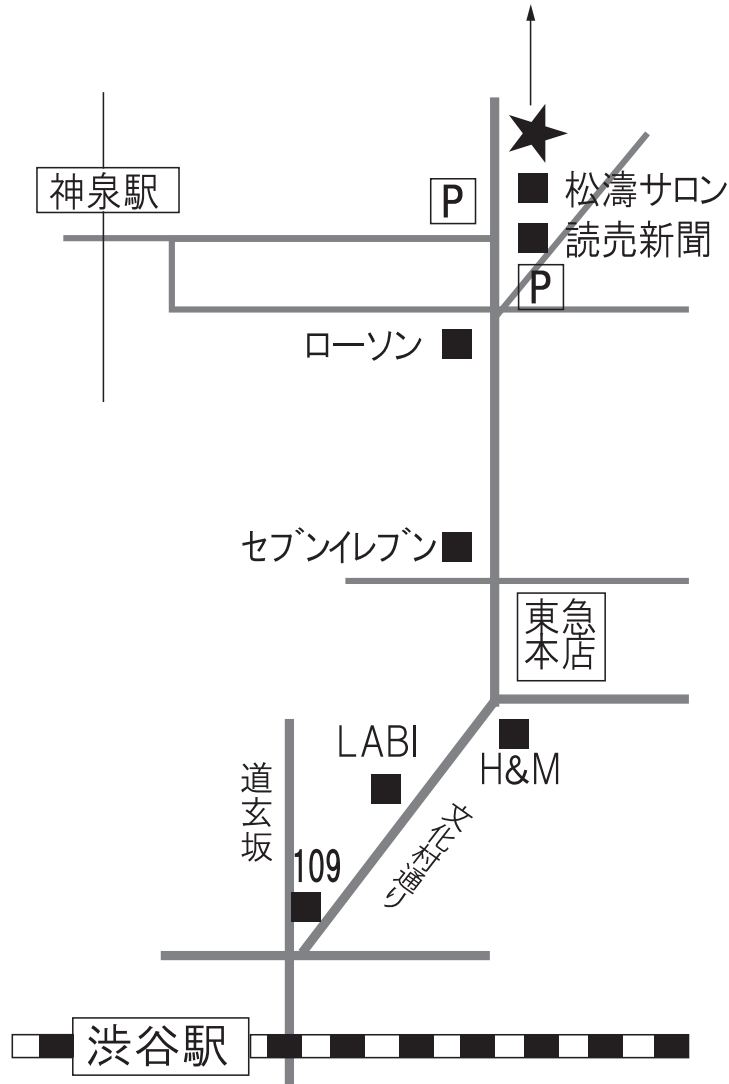 神泉駅
P
松濤サロン
読売新聞
P
ローソン
セブンイレブン
東急
本店
LABI
H&M
道玄坂
文化村通り
109
渋谷駅